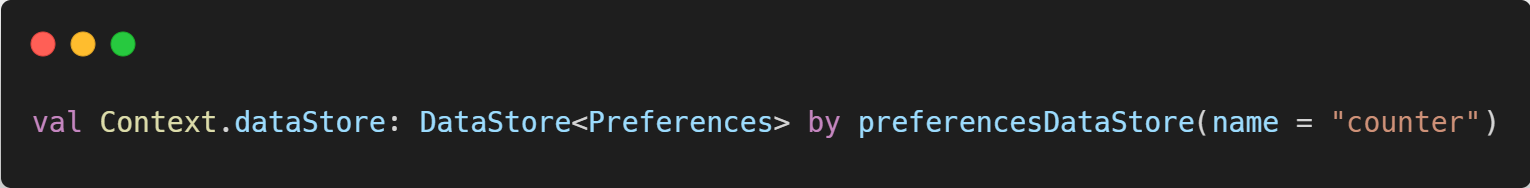 val Context.dataStore: DataStore<Preferences> by preferencesDataStore(name = "counter")